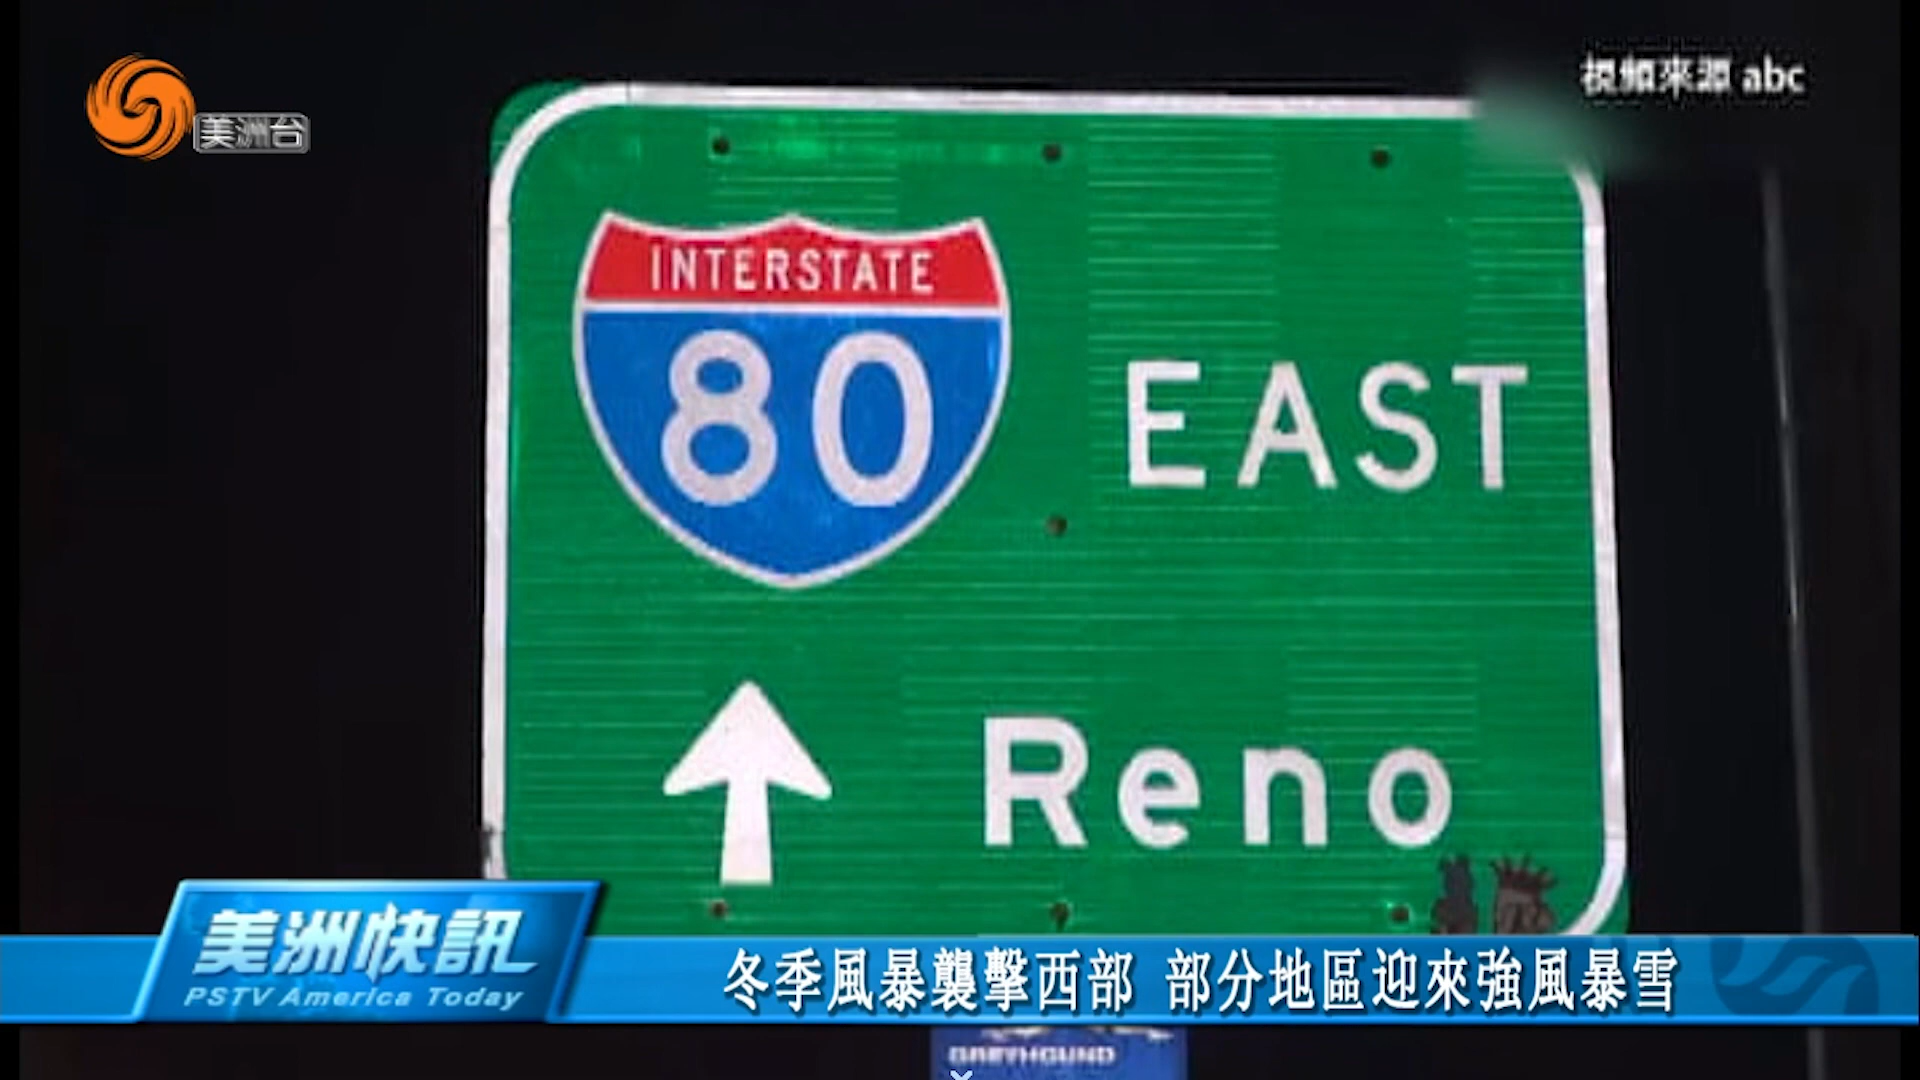 美洲台
視頻來源 abc
INTERSTATE
80
EAST
Reno
美洲快訊
PSTV America Today
冬季風暴襲擊西部 部分地區迎來強風暴雪
GREYHOUND